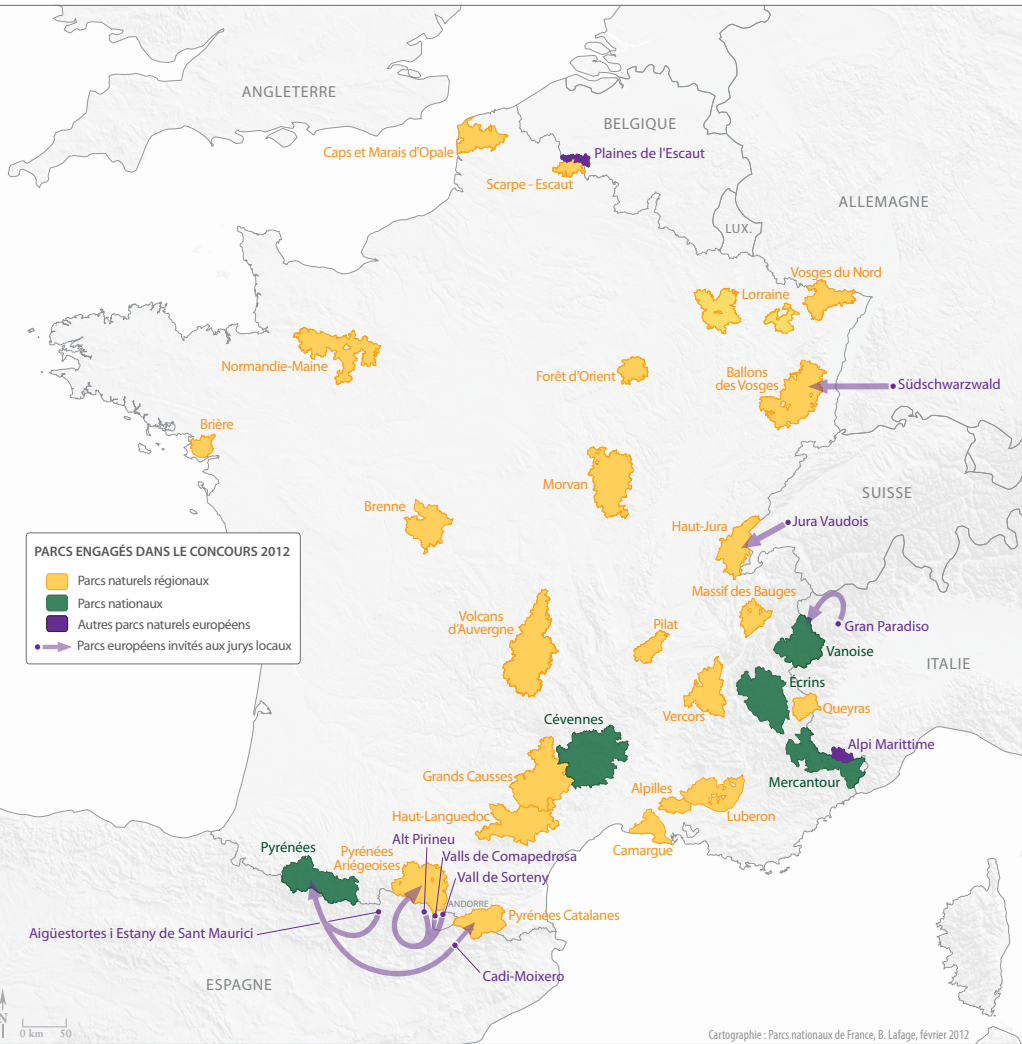 ANGLETERRE
BELGIQUE
Caps et Marais d'Opale
Plaines de l'Escaut
Scarpe - Escaut
ALLEMAGNE
LUX.
Vosges du Nord
Lorraine
Normandie-Maine
Forêt d'Orient
Ballons
des Vosges
Südschwarzwald
Brière
Morvan
SUISSE
Brenne
Haut-Jura
Jura Vaudois
PARCS ENGAGÉS DANS LE CONCOURS 2012
Parcs naturels régionaux
Parcs nationaux
Autres parcs naturels européens
Parcs européens invités aux jurys locaux
Massif des Bauges
Volcans
d'Auvergne
Pilat
Gran Paradiso
Vanoise
ITALIE
Écrins
Vercors
Queyras
Cévennes
Alpi Marittime
Mercantour
Grands Causses
Alpilles
Luberon
Haut-Languedoc
Camargue
Alt Pirineu
Pyrénées
Pyrénées
Ariégeoises
Valls de Comapedrosa
Vall de Sorteny
ANDORRE
Pyrénées Catalanes
Aigüestortes i Estany de Sant Maurici
Cadi-Moixero
ESPAGNE
N
0 km 50
Cartographie : Parcs nationaux de France, B. Lafage, février 2012